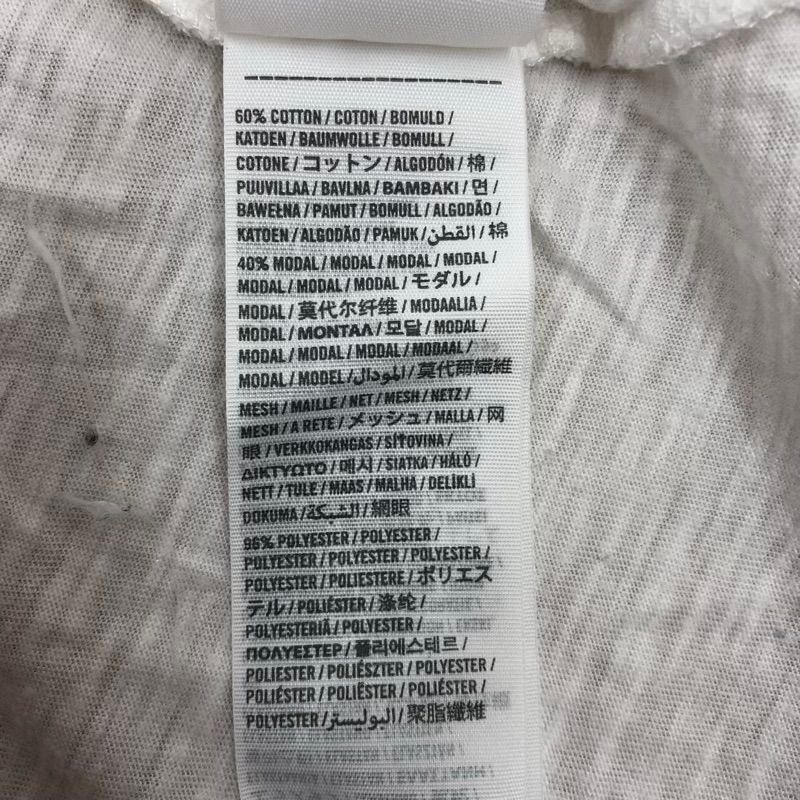 60% COTTON / COTON / BOMULD /
KATOEN / BAUMWOLLE / BOMULL /
COTONE / コットン / ALGODÓN / 棉 /
PUUVILLAA / BAVLNA / ΒΑΜΒΑΚΙ / 면 /
BAWEŁNA / PAMUT / BOMULL / ALGODÃO /
KATOEN / ALGODÃO / PAMUK / القطن / 棉
40% MODAL / MODAL / MODAL / MODAL /
MODAL / MODAL / MODAL / モダル /
MODAL / 莫代尔纤维 / MODAALIA /
MODAL / ΜΟΝΤΑΛ / 모달 / MODAL /
MODAL / MODAL / MODAL / MODAAL /
MODAL / MODEL / المودال / 莫代爾纖維
MESH / MAILLE / NET / MESH / NETZ /
MESH / A RETE / メッシュ / MALLA / 网
眼 / VERKKOKANGAS / SÍŤOVINA /
ΔΙΚΤΥΩΤΟ / 메시 / SIATKA / HÁLÓ /
NETT / TULE / MAAS / MALHA / DELİKLİ
DOKUMA / الشبكة / 網眼
96% POLYESTER / POLYESTER /
POLYESTER / POLYESTER / POLYESTER /
POLYESTER / POLIESTERE / ポリエス
テル / POLIÉSTER / 涤纶 /
POLYESTERIÄ / POLYESTER /
ΠΟΛΥΕΣΤΕΡ / 폴리에스테르 /
POLIESTER / POLIÉSZTER / POLYESTER /
POLIÉSTER / POLIËSTER / POLIÉSTER /
POLYESTER / البوليستر / 聚脂纖維